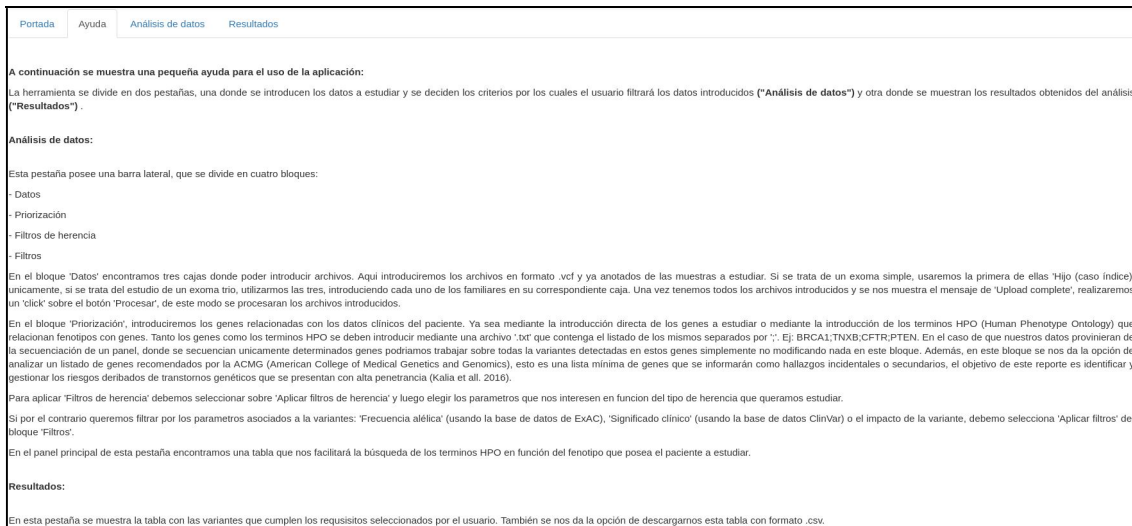 Portada Ayuda Análisis de datos Resultados
A continuación se muestra una pequeña ayuda para el uso de la aplicación:
La herramienta se divide en dos pestañas, una donde se introducen los datos a estudiar y se deciden los criterios por los cuales el usuario filtrará los datos introducidos ("Análisis de datos") y otra donde se muestran los resultados obtenidos del análisis
("Resultados") .
Análisis de datos:
Esta pestaña posee una barra lateral, que se divide en cuatro bloques:
- Datos
- Priorización
- Filtros de herencia
- Filtros
En el bloque 'Datos' encontramos tres cajas donde poder introducir archivos. Aqui introduciremos los archivos en formato .vcf y ya anotados de las muestras a estudiar. Si se trata de un exoma simple, usaremos la primera de ellas 'Hijo (caso índice)
unicamente, si se trata del estudio de un exoma trio, utilizarmos las tres, introduciendo cada uno de los familiares en su correspondiente caja. Una vez tenemos todos los archivos introducidos y se nos muestra el mensaje de 'Upload complete', realizaremos
un 'click' sobre el botón 'Procesar', de este modo se procesaran los archivos introducidos.
En el bloque 'Priorización', introduciremos los genes relacionadas con los datos clínicos del paciente. Ya sea mediante la introducción directa de los genes a estudiar o mediante la introducción de los terminos HPO (Human Phenotype Ontology) que
relacionan fenotipos con genes. Tanto los genes como los terminos HPO se deben introducir mediante una archivo '.txt' que contenga el listado de los mismos separados por ';'. Ej: BRCA1;TNXB;CFTR;PTEN. En el caso de que nuestros datos provinieran de
la secuenciación de un panel, donde se secuencian unicamente determinados genes podriamos trabajar sobre todas la variantes detectadas en estos genes simplemente no modificando nada en este bloque. Además, en este bloque se nos da la opción de
analizar un listado de genes recomendados por la ACMG (American College of Medical Genetics and Genomics), esto es una lista mínima de genes que se informarán como hallazgos incidentales o secundarios, el objetivo de este reporte es identificar y
gestionar los riesgos deribados de transtornos genéticos que se presentan con alta penetrancia (Kalia et all. 2016).
Para aplicar 'Filtros de herencia' debemos seleccionar sobre 'Aplicar filtros de herencia' y luego elegir los parametros que nos interesen en funcion del tipo de herencia que queramos estudiar.
Si por el contrario queremos filtrar por los parametros asociados a la variantes: 'Frecuencia alélica' (usando la base de datos de ExAC), 'Significado clínico' (usando la base de datos ClinVar) o el impacto de la variante, debemo selecciona 'Aplicar filtros' de
bloque 'Filtros'.
En el panel principal de esta pestaña encontramos una tabla que nos facilitará la búsqueda de los terminos HPO en función del fenotipo que posea el paciente a estudiar.
Resultados:
En esta pestaña se muestra la tabla con las variantes que cumplen los requsisitos seleccionados por el usuario. También se nos da la opción de descargarnos esta tabla con formato .csv.